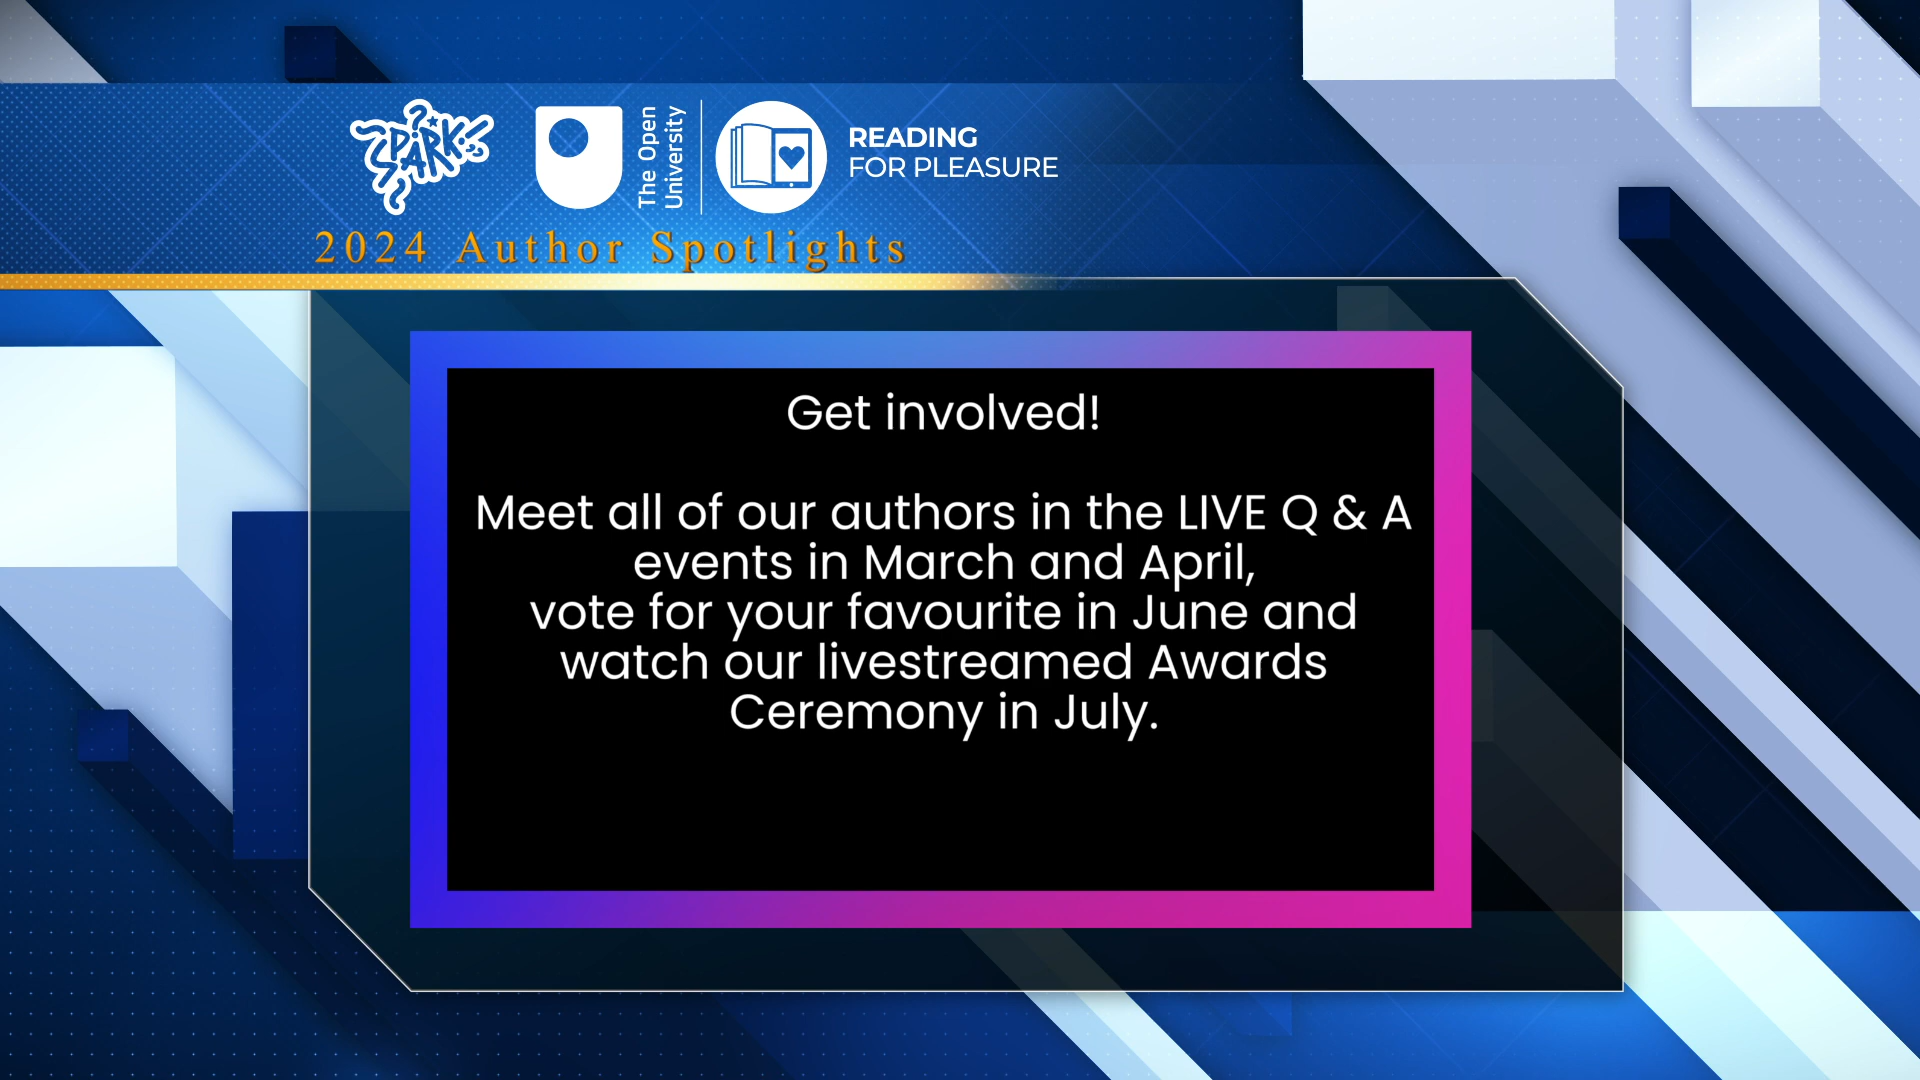 SPARK!
The Open
University
READING
FOR PLEASURE
2024 Author Spotlights
Get involved!
Meet all of our authors in the LIVE Q & A
events in March and April,
vote for your favourite in June and
watch our livestreamed Awards
Ceremony in July.